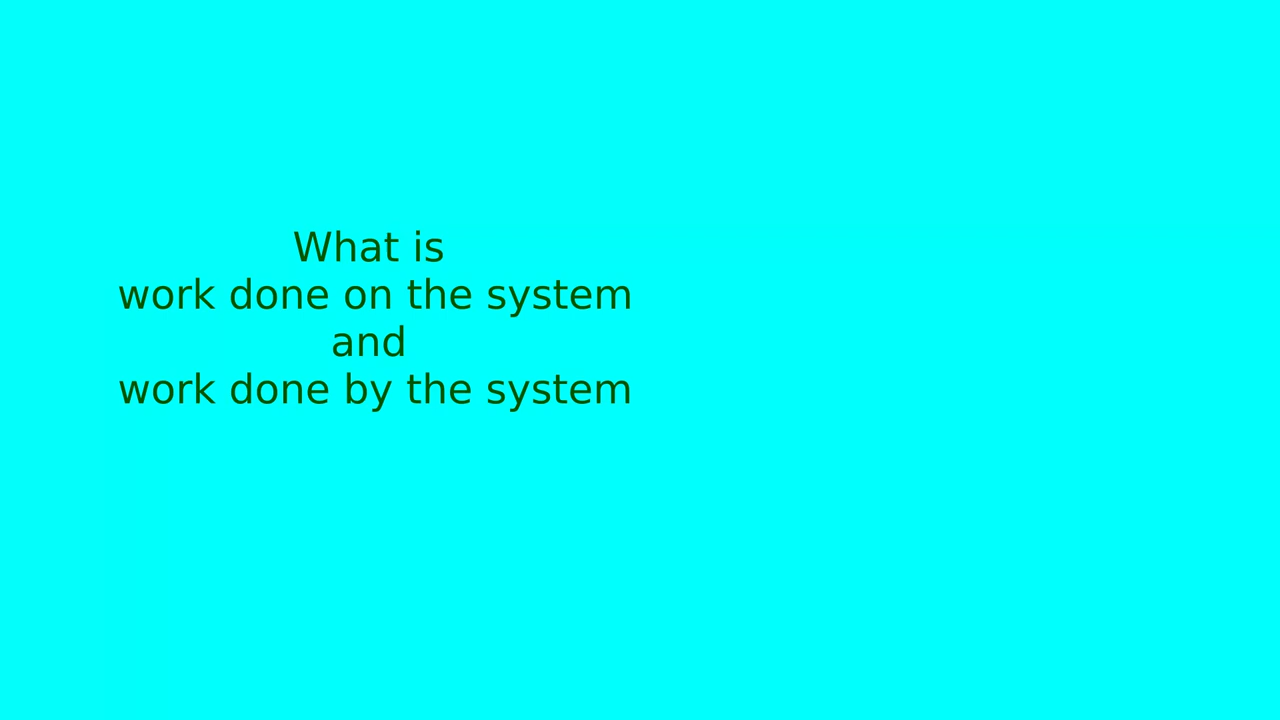 What is
work done on the system
and
work done by the system